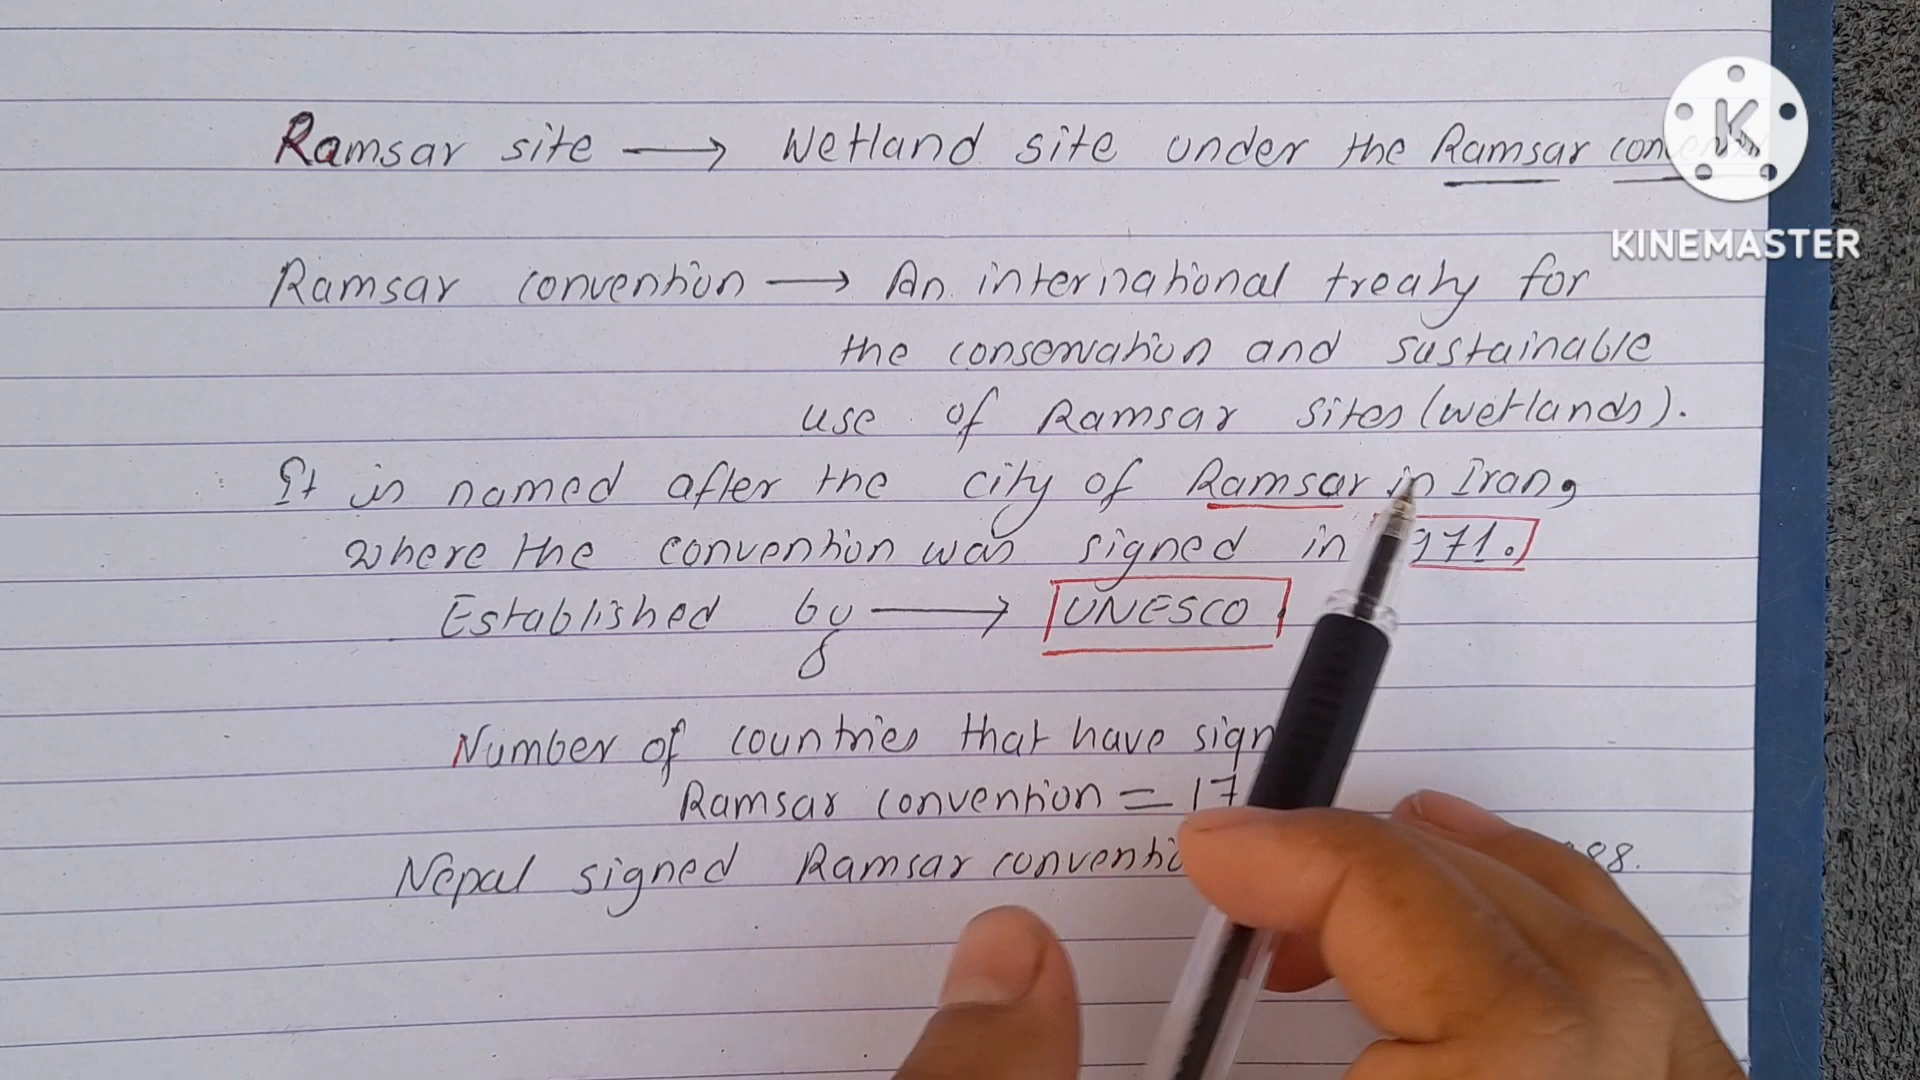 Ramsar site → Wetland site under the Ramsar
KINEMASTER
Ramsar convention → An international treaty for
the conservation and sustainable
use of Ramsar sites (wetlands).
It is named after the city of Ramsar in Iran,
where the convention was signed in 971.
Established by → UNESCO
Number of countries that have sign
Ramsar convention = 17
Nepal signed Ramsar 88.